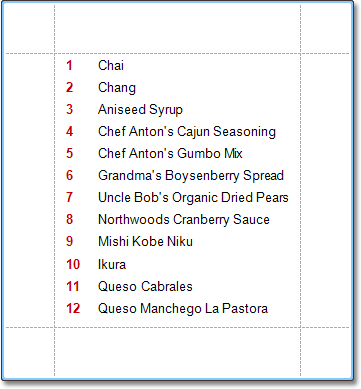 1 Chai
2 Chang
3 Aniseed Syrup
4 Chef Anton's Cajun Seasoning
5 Chef Anton's Gumbo Mix
6 Grandma's Boysenberry Spread
7 Uncle Bob's Organic Dried Pears
8 Northwoods Cranberry Sauce
9 Mishi Kobe Niku
10 Ikura
11 Queso Cabrales
12 Queso Manchego La Pastora